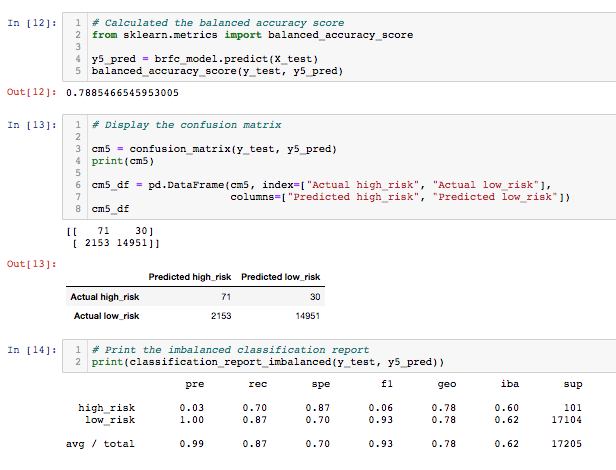 In [12]: 1 # Calculated the balanced accuracy score
2 from sklearn.metrics import balanced_accuracy_score
3
4 y5_pred = brfc_model.predict(X_test)
5 balanced_accuracy_score(y_test, y5_pred)
Out[12]: 0.7885466545953005
In [13]: 1 # Display the confusion matrix
2
3 cm5 = confusion_matrix(y_test, y5_pred)
4 print(cm5)
5
6 cm5_df = pd.DataFrame(cm5, index=["Actual high_risk", "Actual low_risk"],
7 columns=["Predicted high_risk", "Predicted low_risk"])
8 cm5_df
[[ 71 30]
[ 2153 14951]]
Out[13]:
Predicted high_risk Predicted low_risk
Actual high_risk 71 30
Actual low_risk 2153 14951
In [14]: 1 # Print the imbalanced classification report
2 print(classification_report_imbalanced(y_test, y5_pred))
pre rec spe f1 geo iba sup
high_risk 0.03 0.70 0.87 0.06 0.78 0.60 101
low_risk 1.00 0.87 0.70 0.93 0.78 0.62 17104
avg / total 0.99 0.87 0.70 0.93 0.78 0.62 17205